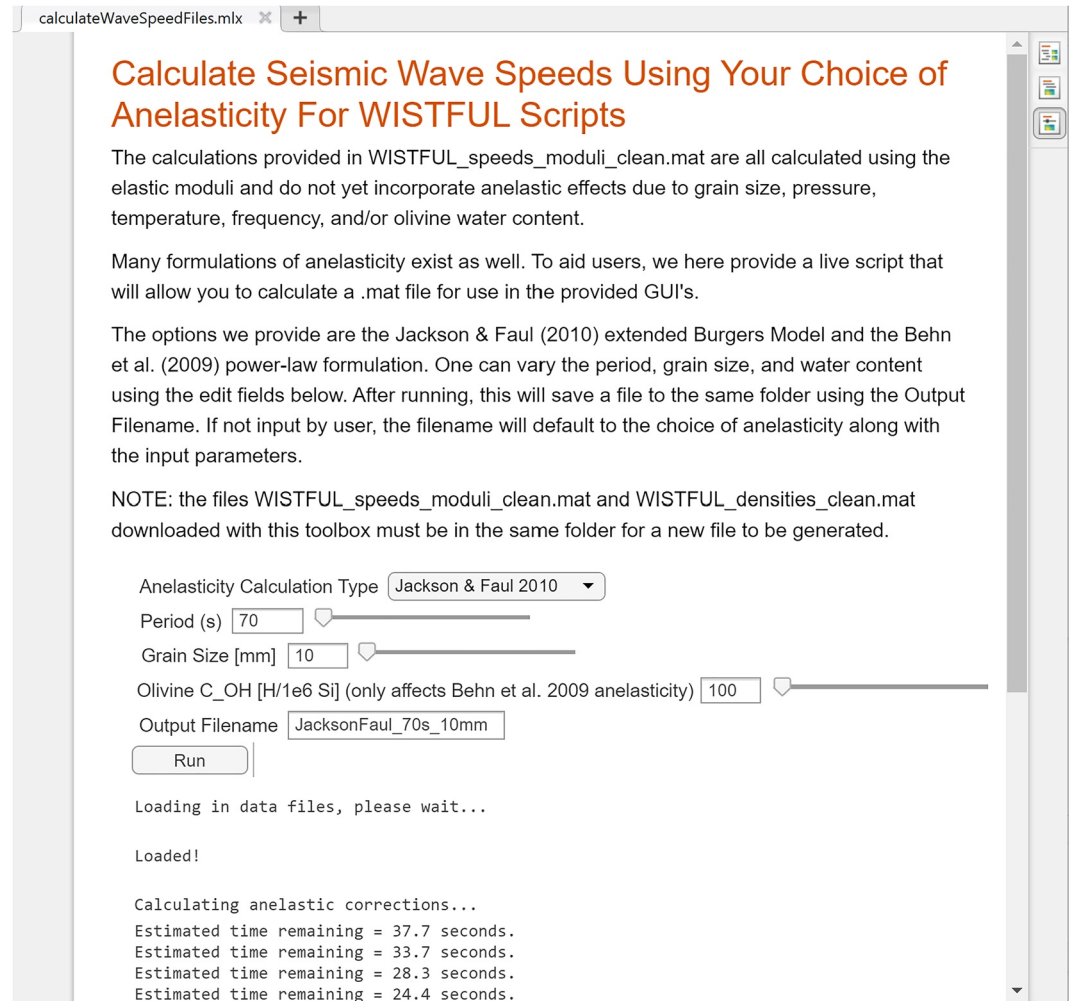 calculateWaveSpeedFiles.mlx
Calculate Seismic Wave Speeds Using Your Choice of
Anelasticity For WISTFUL Scripts
The calculations provided in WISTFUL_speeds_moduli_clean.mat are all calculated using the
elastic moduli and do not yet incorporate anelastic effects due to grain size, pressure,
temperature, frequency, and/or olivine water content.
Many formulations of anelasticity exist as well. To aid users, we here provide a live script that
will allow you to calculate a .mat file for use in the provided GUI's.
The options we provide are the Jackson & Faul (2010) extended Burgers Model and the Behn
et al. (2009) power-law formulation. One can vary the period, grain size, and water content
using the edit fields below. After running, this will save a file to the same folder using the Output
Filename. If not input by user, the filename will default to the choice of anelasticity along with
the input parameters.
NOTE: the files WISTFUL_speeds_moduli_clean.mat and WISTFUL_densities_clean.mat
downloaded with this toolbox must be in the same folder for a new file to be generated.
Anelasticity Calculation Type Jackson & Faul 2010
Period (s) 70
Grain Size [mm] 10
Olivine C_OH [H/1e6 Si] (only affects Behn et al. 2009 anelasticity) 100
Output Filename JacksonFaul_70s_10mm
Run
Loading in data files, please wait...
Loaded!
Calculating anelastic corrections...
Estimated time remaining = 37.7 seconds.
Estimated time remaining = 33.7 seconds.
Estimated time remaining = 28.3 seconds.
Estimated time remaining = 24.4 seconds.